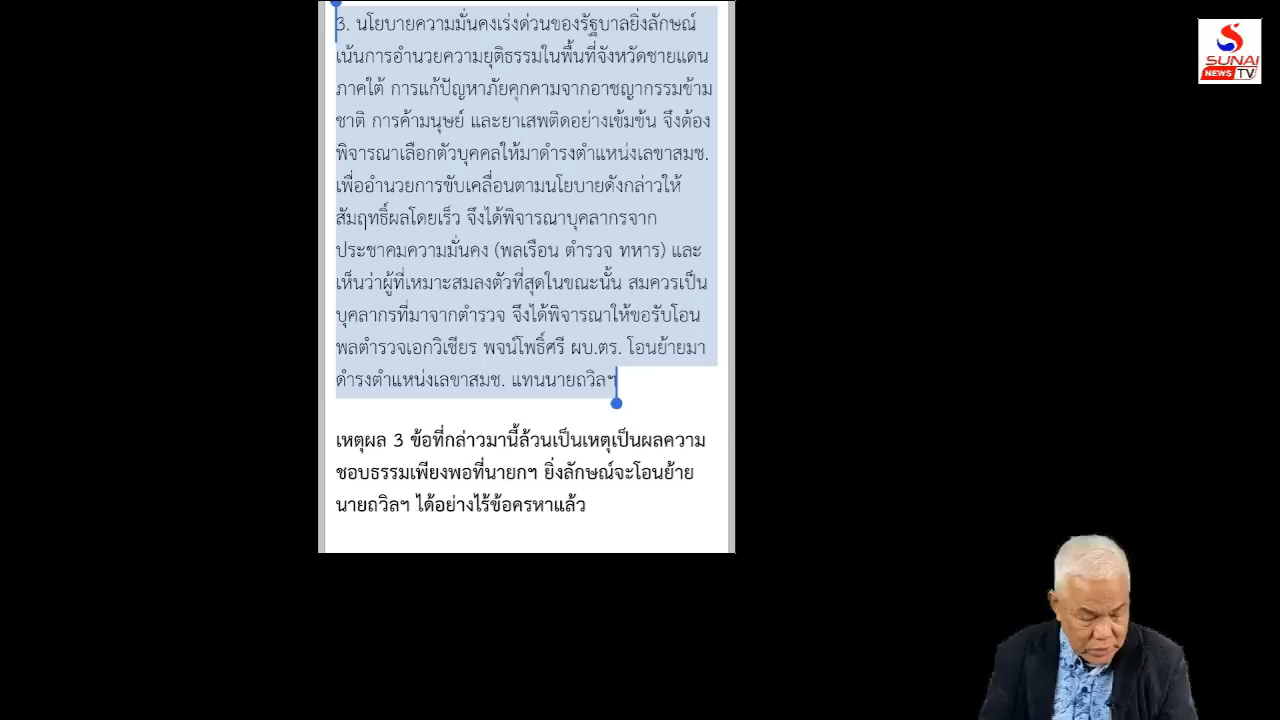 3. นโยบายความมั่นคงเร่งด่วนของรัฐบาลยิ่งลักษณ์
เน้นการอำนวยความยุติธรรมในพื้นที่จังหวัดชายแดน
ภาคใต้ การแก้ปัญหาภัยคุกคามจากอาชญากรรมข้าม
ชาติ การค้ามนุษย์ และยาเสพติดอย่างเข้มข้น จึงต้อง
พิจารณาเลือกตัวบุคคลให้มาดำรงตำแหน่งเลขาสมช.
เพื่ออำนวยการขับเคลื่อนตามนโยบายดังกล่าวให้
สัมฤทธิ์ผลโดยเร็ว จึงได้พิจารณาบุคลากรจาก
ประชาคมความมั่นคง (พลเรือน ตำรวจ ทหาร) และ
เห็นว่าผู้ที่เหมาะสมลงตัวที่สุดในขณะนั้น สมควรเป็น
บุคลากรที่มาจากตำรวจ จึงได้พิจารณาให้ขอรับโอน
พลตำรวจเอกวิเชียร พจน์โพธิ์ศรี ผบ.ตร. โอนย้ายมา
ดำรงตำแหน่งเลขาสมช. แทนนายถวิลฯ
เหตุผล 3 ข้อที่กล่าวมานี้ล้วนเป็นเหตุเป็นผลความ
ชอบธรรมเพียงพอที่นายกฯ ยิ่งลักษณ์จะโอนย้าย
นายถวิลฯ ได้อย่างไร้ข้อครหาแล้ว
SUNAI
NEWS TV